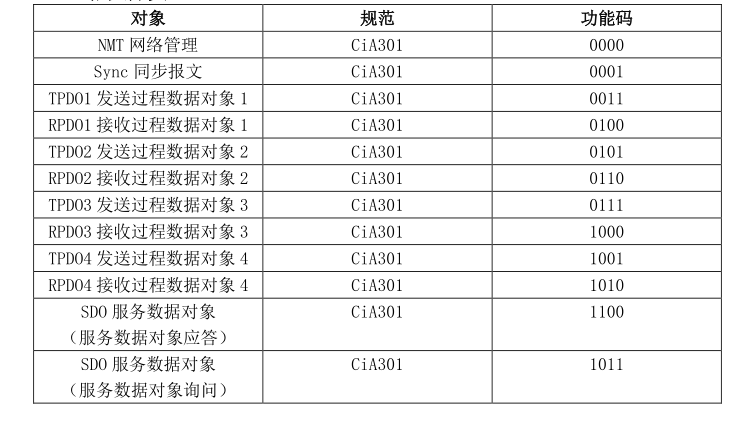 对象 规范 功能码
NMT 网络管理 CiA301 0000
Sync 同步报文 CiA301 0001
TPDO1 发送过程数据对象 1 CiA301 0011
RPDO1 接收过程数据对象 1 CiA301 0100
TPDO2 发送过程数据对象 2 CiA301 0101
RPDO2 接收过程数据对象 2 CiA301 0110
TPDO3 发送过程数据对象 3 CiA301 0111
RPDO3 接收过程数据对象 3 CiA301 1000
TPDO4 发送过程数据对象 4 CiA301 1001
RPDO4 接收过程数据对象 4 CiA301 1010
SDO 服务数据对象 CiA301 1100
（服务数据对象应答）
SDO 服务数据对象 CiA301 1011
（服务数据对象询问）